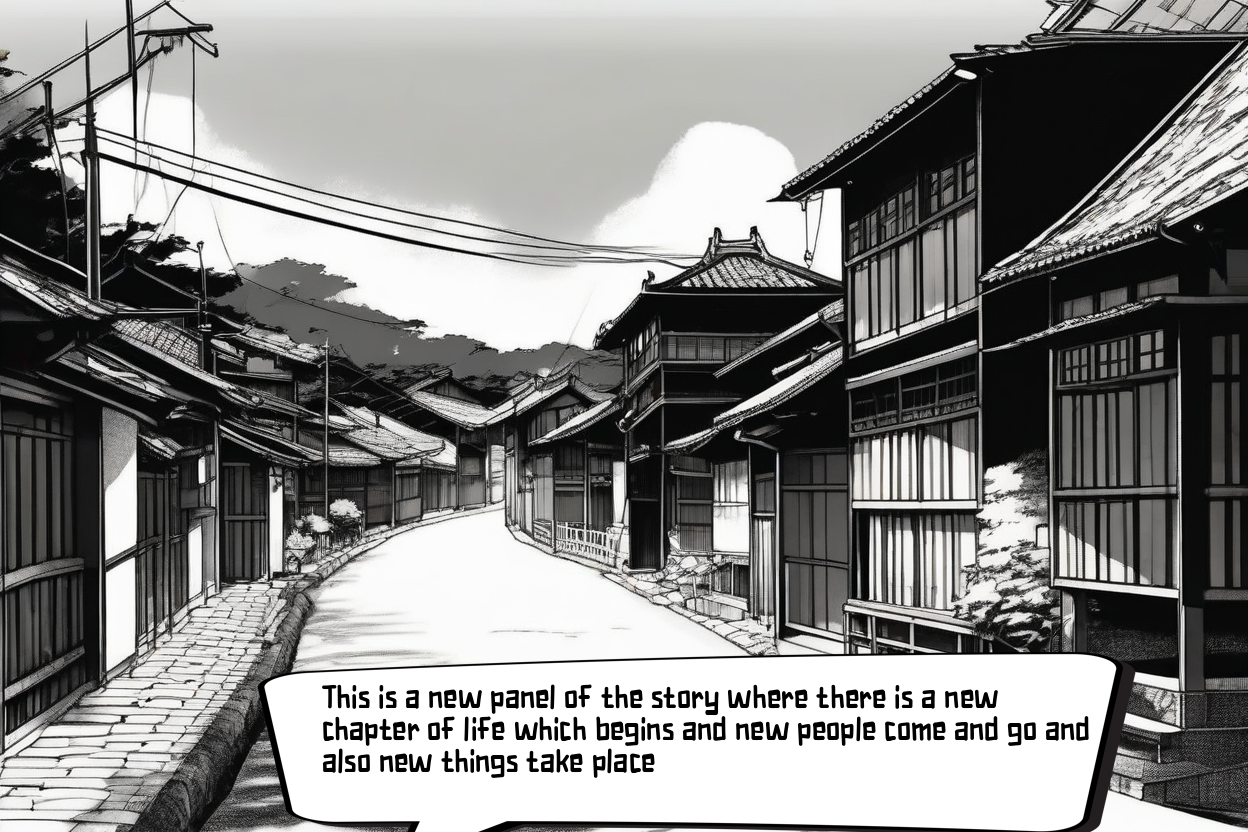 This is a new panel of the story where there is a new
chapter of life which begins and new people come and go and
also new things take place